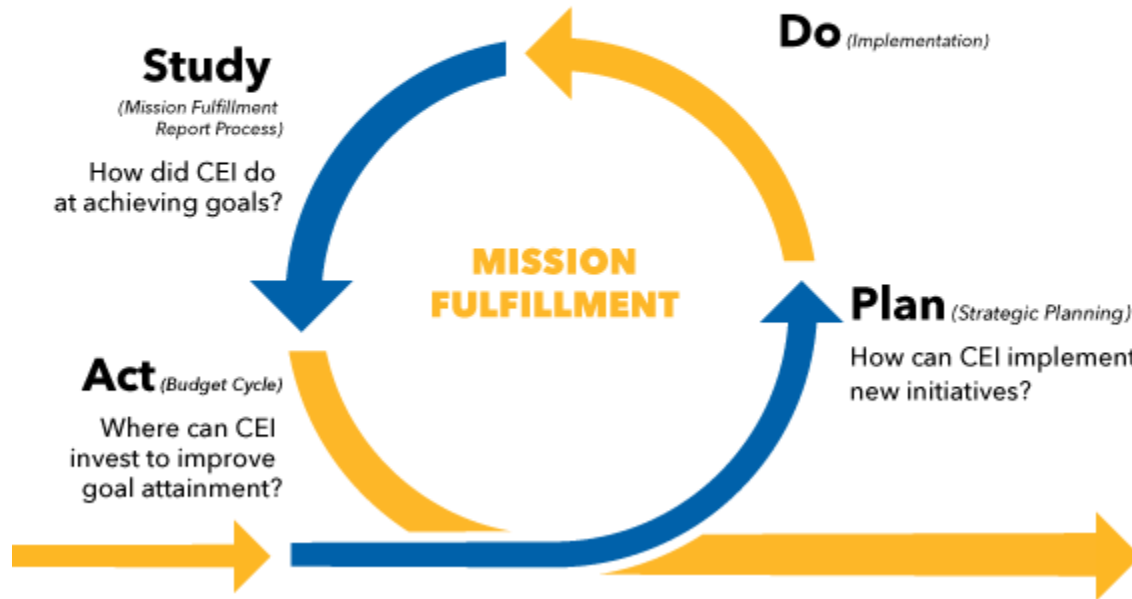 Do (Implementation)
Study
(Mission Fulfillment
Report Process)
How did CEI do
at achieving goals?
MISSION
FULFILLMENT
Plan (Strategic Planning)
How can CEI implement
new initiatives?
Act (Budget Cycle)
Where can CEI
invest to improve
goal attainment?